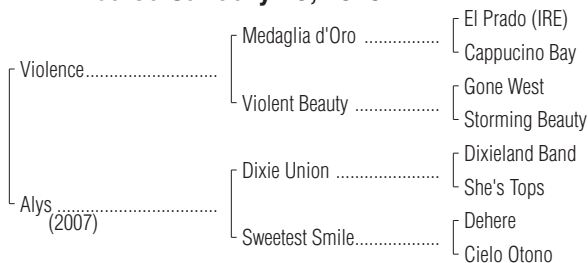 El Prado (IRE)
Medaglia d'Oro
Cappucino Bay
Violence
Gone West
Violent Beauty
Storming Beauty
Dixieland Band
Dixie Union
She's Tops
Alys
(2007)
Dehere
Sweetest Smile
Cielo Otono